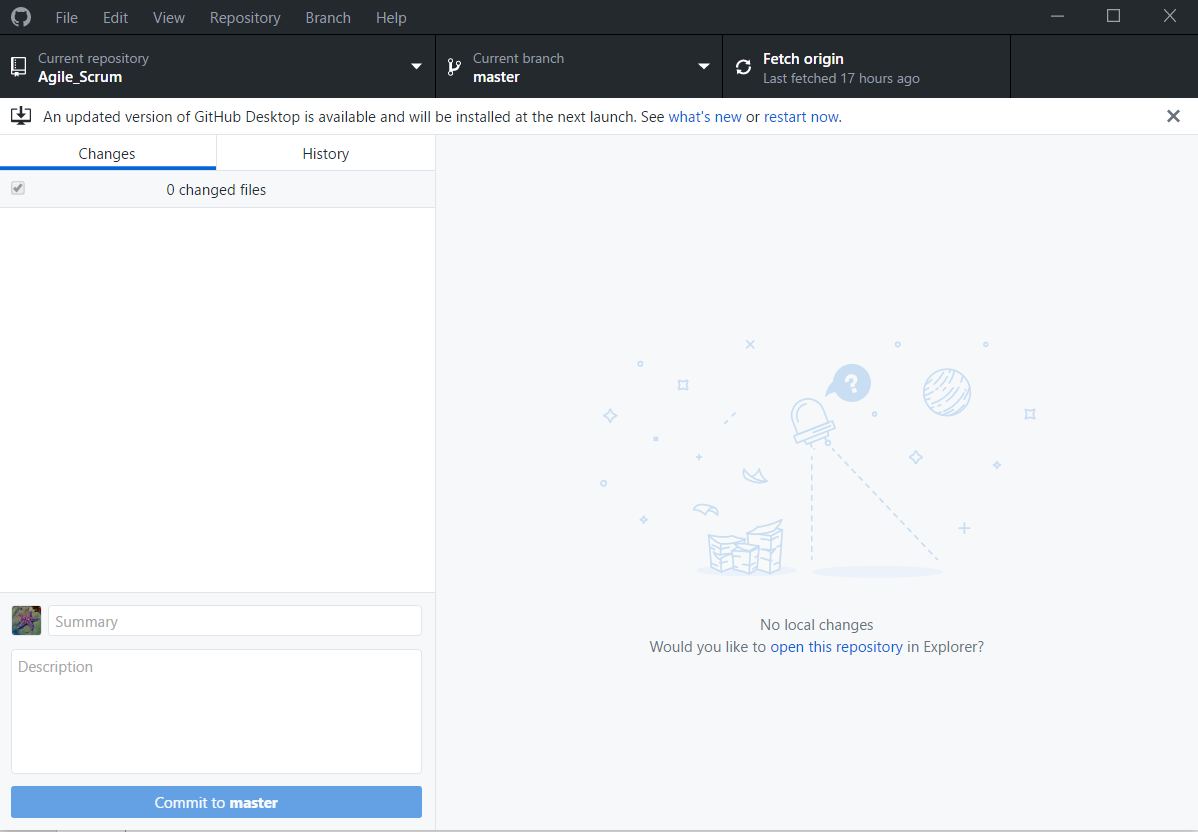 File Edit View Repository Branch Help
Current repository
Agile_Scrum
Current branch
master
Fetch origin
Last fetched 17 hours ago
An updated version of GitHub Desktop is available and will be installed at the next launch. See what's new or restart now.
Changes
History
0 changed files
?
Summary
Description
Commit to master
No local changes
Would you like to open this repository in Explorer?